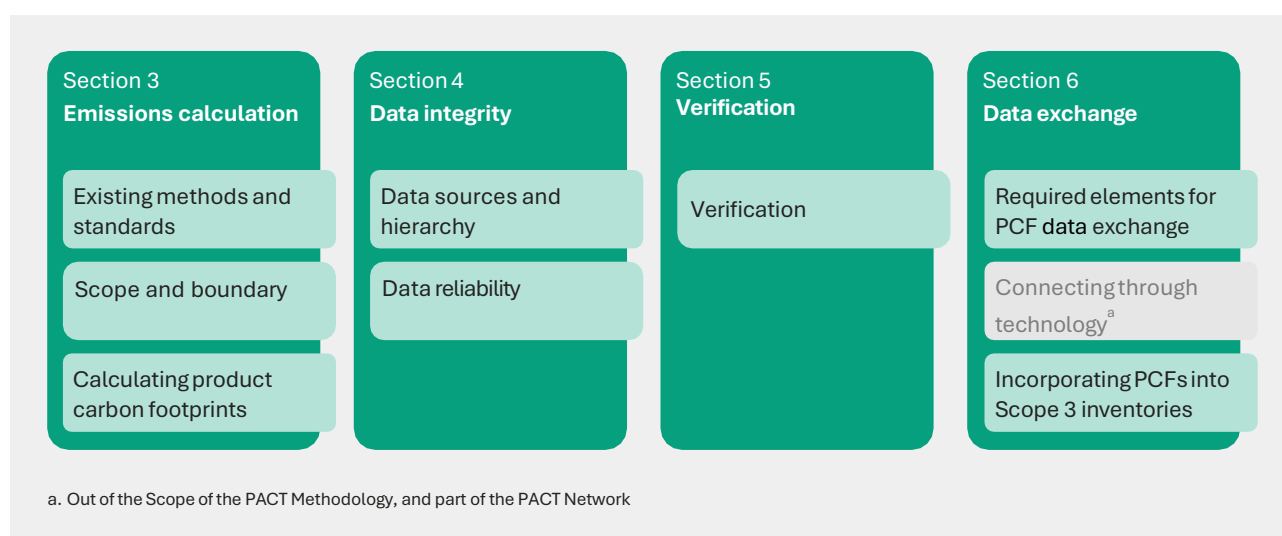 Section 3
Emissions calculation
Existing methods and
standards
Scope and boundary
Calculating product
carbon footprints
Section 4
Data integrity
Data sources and
hierarchy
Data reliability
Section 5
Verification
Verification
Section 6
Data exchange
Required elements for
PCF data exchange
Connecting through
technology a
Incorporating PCFs into
Scope 3 inventories
a. Out of the Scope of the PACT Methodology, and part of the PACT Network